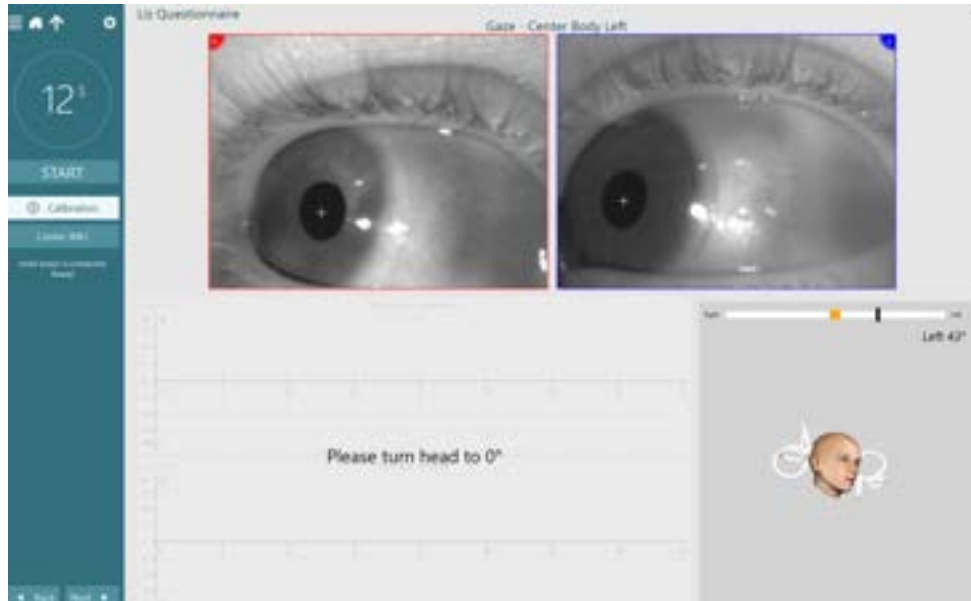 Liz Questionnaire
Gaze - Center Body Left
12 s
START
Calibration
Left 43°
Please turn head to 0°
Back Next